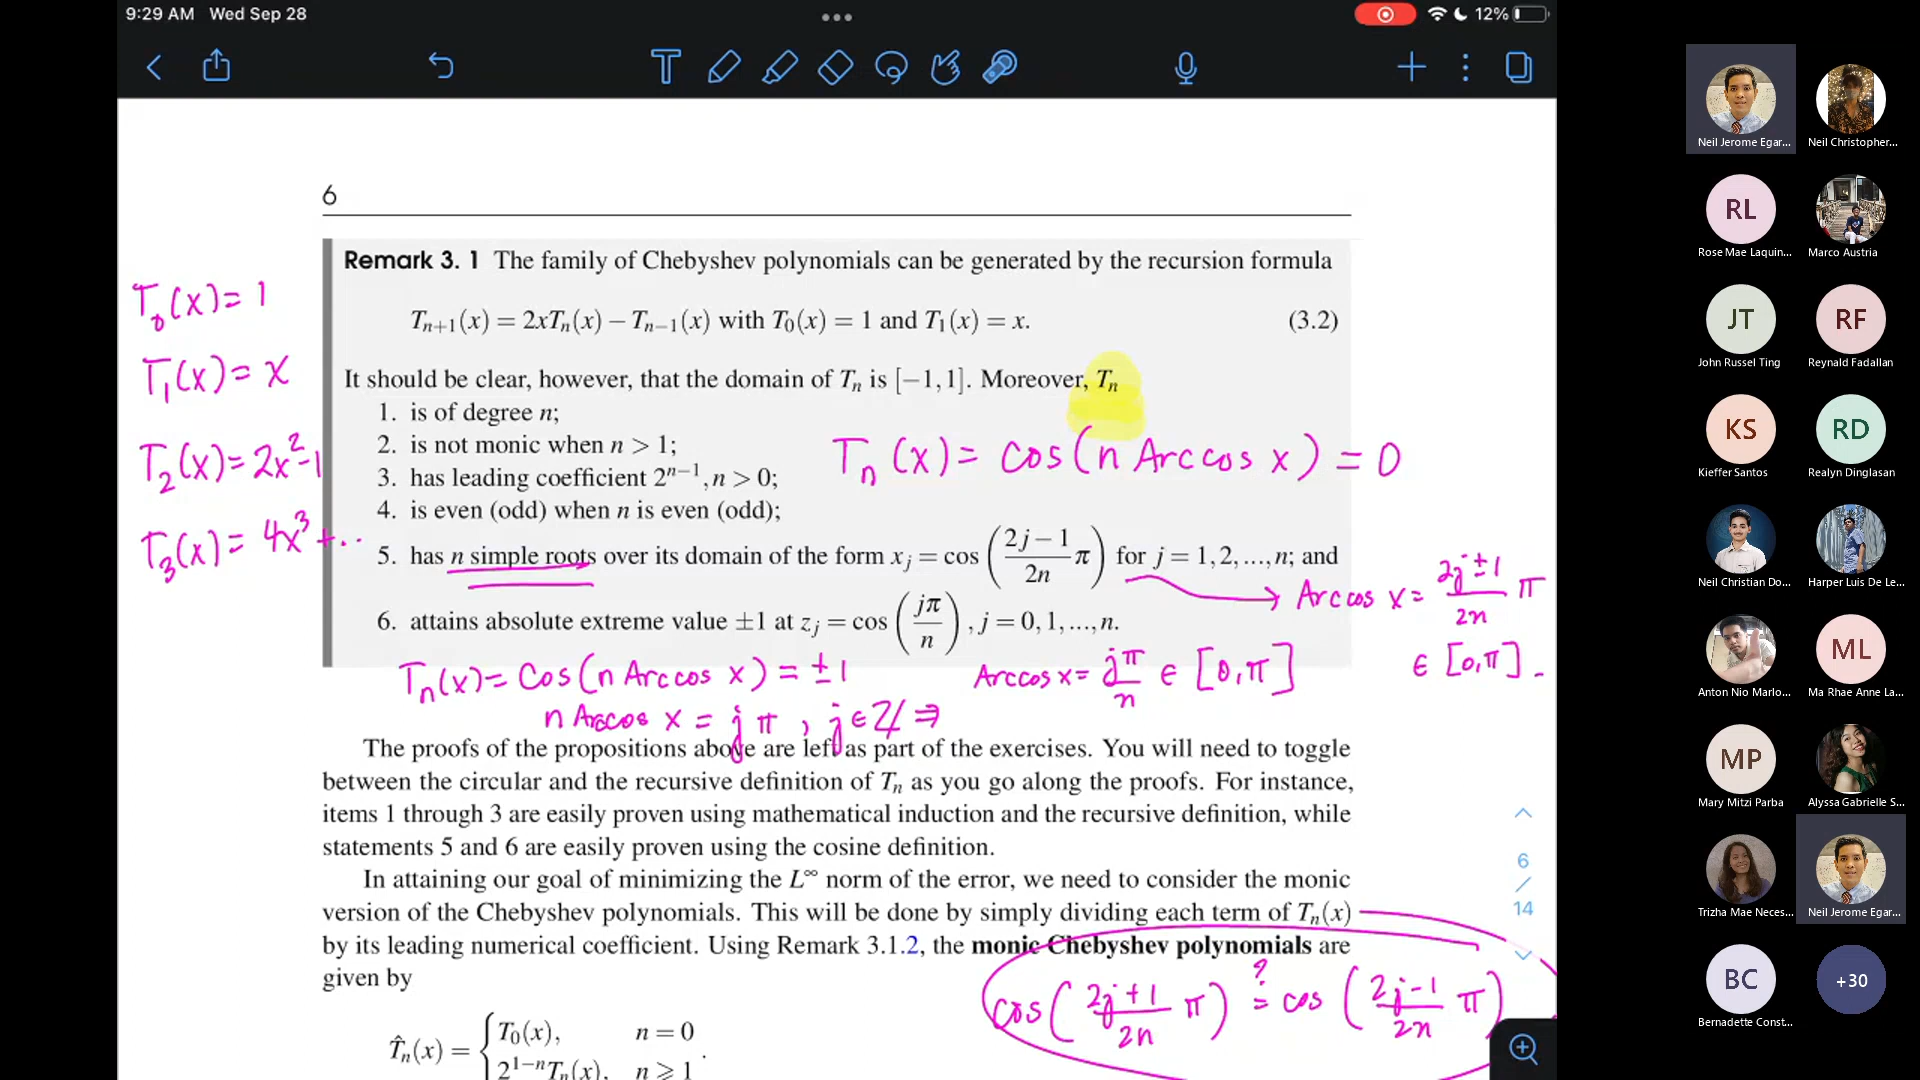 9:29 AM Wed Sep 28
12%
6
Remark 3. 1 The family of Chebyshev polynomials can be generated by the recursion formula
T₀(x) = 1
Tₙ₊₁(x) = 2xTₙ(x) − Tₙ₋₁(x) with T₀(x) = 1 and T₁(x) = x. (3.2)
T₁(x) = x
It should be clear, however, that the domain of Tₙ is [−1,1]. Moreover, Tₙ
1. is of degree n;
2. is not monic when n > 1;
T₂(x) = 2x²-1
Tₙ(x) = cos(n Arccos x) = 0
3. has leading coefficient 2ⁿ⁻¹, n > 0;
4. is even (odd) when n is even (odd);
T₃(x) = 4x³ + ..
5. has n simple roots over its domain of the form xⱼ = cos((2j − 1)/(2n) π) for j = 1,2,...,n; and
Arccos x = (2j ± 1)/(2n) π
6. attains absolute extreme value ±1 at zⱼ = cos(jπ/n), j = 0,1,...,n.
∈ [0,π].
Tₙ(x) = Cos(n Arccos x) = ±1
Arccos x = jπ/n ∈ [0,π]
n Arccos x = jπ, j ∈ ℤ ⇒
The proofs of the propositions above are left as part of the exercises. You will need to toggle
between the circular and the recursive definition of Tₙ as you go along the proofs. For instance,
items 1 through 3 are easily proven using mathematical induction and the recursive definition, while
statements 5 and 6 are easily proven using the cosine definition.
In attaining our goal of minimizing the L∞ norm of the error, we need to consider the monic
version of the Chebyshev polynomials. This will be done by simply dividing each term of Tₙ(x)
by its leading numerical coefficient. Using Remark 3.1.2, the monic Chebyshev polynomials are
given by
cos((2j+1)/(2n) π) ≟ cos((2j-1)/(2n) π)
T̂ₙ(x) = { T₀(x), n = 0
2¹⁻ⁿTₙ(x), n ⩾ 1 .
6
/
14
Neil Jerome Egar...
Neil Christopher...
RL
Rose Mae Laquin...
Marco Austria
JT
John Russel Ting
RF
Reynald Fadallan
KS
Kieffer Santos
RD
Realyn Dinglasan
Neil Christian Do...
Harper Luis De Le...
Anton Nio Marlo...
ML
Ma Rhae Anne La...
MP
Mary Mitzi Parba
Alyssa Gabrielle S...
Trizha Mae Neces...
Neil Jerome Egar...
BC
Bernadette Const...
+30